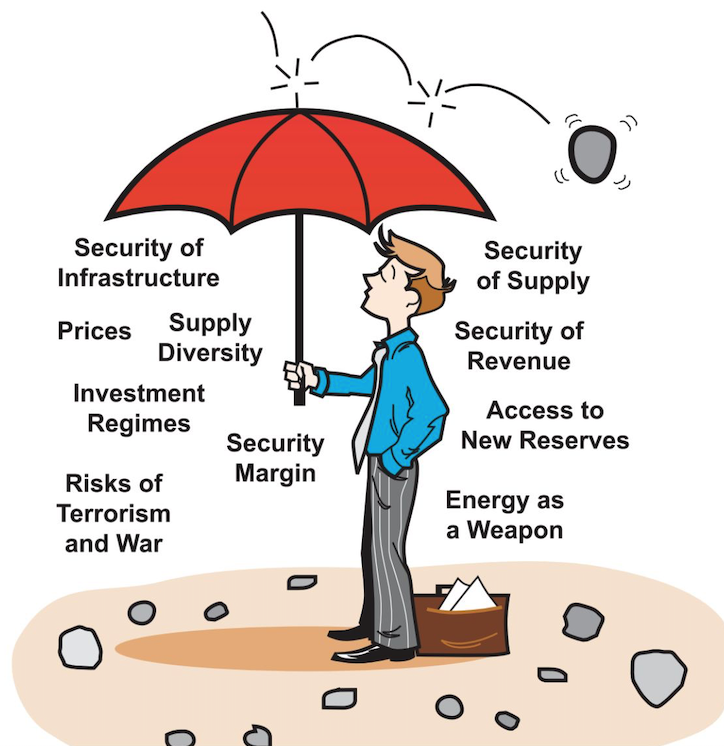 Security of
Infrastructure
Security
of Supply
Prices
Supply
Diversity
Security of
Revenue
Investment
Regimes
Access to
New Reserves
Security
Margin
Risks of
Terrorism
and War
Energy as
a Weapon